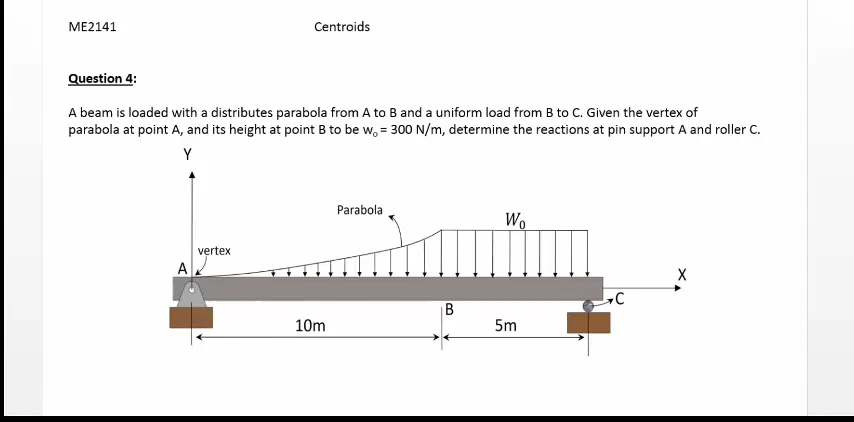 ME2141 Centroids
Question 4:
A beam is loaded with a distributes parabola from A to B and a uniform load from B to C. Given the vertex of
parabola at point A, and its height at point B to be wₒ = 300 N/m, determine the reactions at pin support A and roller C.
Y
Parabola
W₀
vertex
A
X
C
B
10m
5m